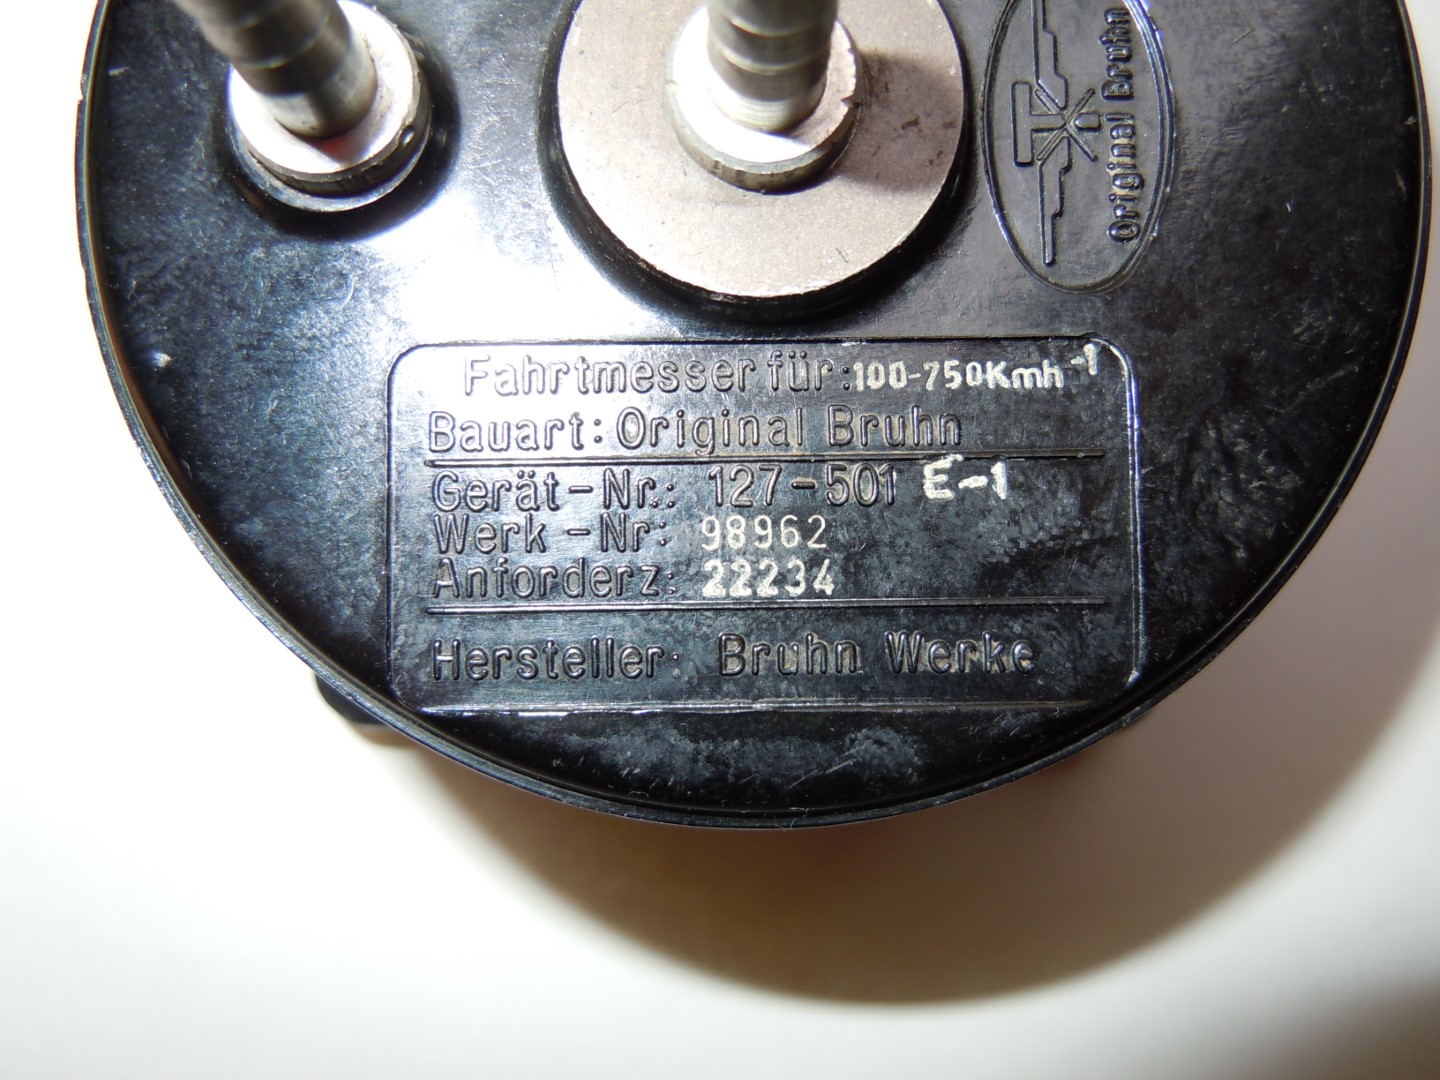 Original Bruhn
Fahrtmesser für: 100-750Kmh⁻¹
Bauart: Original Bruhn
Gerät-Nr.: 127-501 E-1
Werk-Nr: 98962
Anforderz: 22234
Hersteller: Bruhn Werke